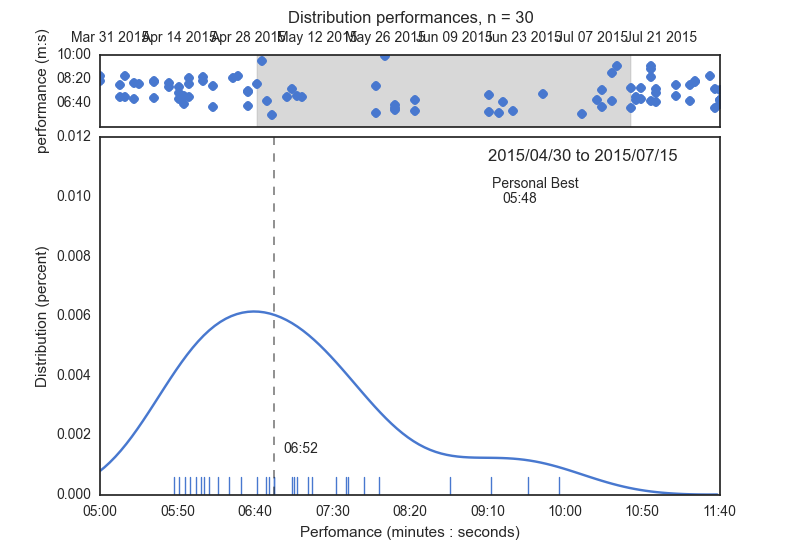 Distribution performances, n = 30
Mar 31 2015 Apr 14 2015 Apr 28 2015 May 12 2015 May 26 2015 Jun 09 2015 Jun 23 2015 Jul 07 2015 Jul 21 2015
performance (m:s)
10:00
08:20
06:40
0.012
2015/04/30 to 2015/07/15
Personal Best
05:48
0.010
0.008
0.006
0.004
0.002
0.000
Distribution (percent)
06:52
05:00 05:50 06:40 07:30 08:20 09:10 10:00 10:50 11:40
Perfomance (minutes : seconds)